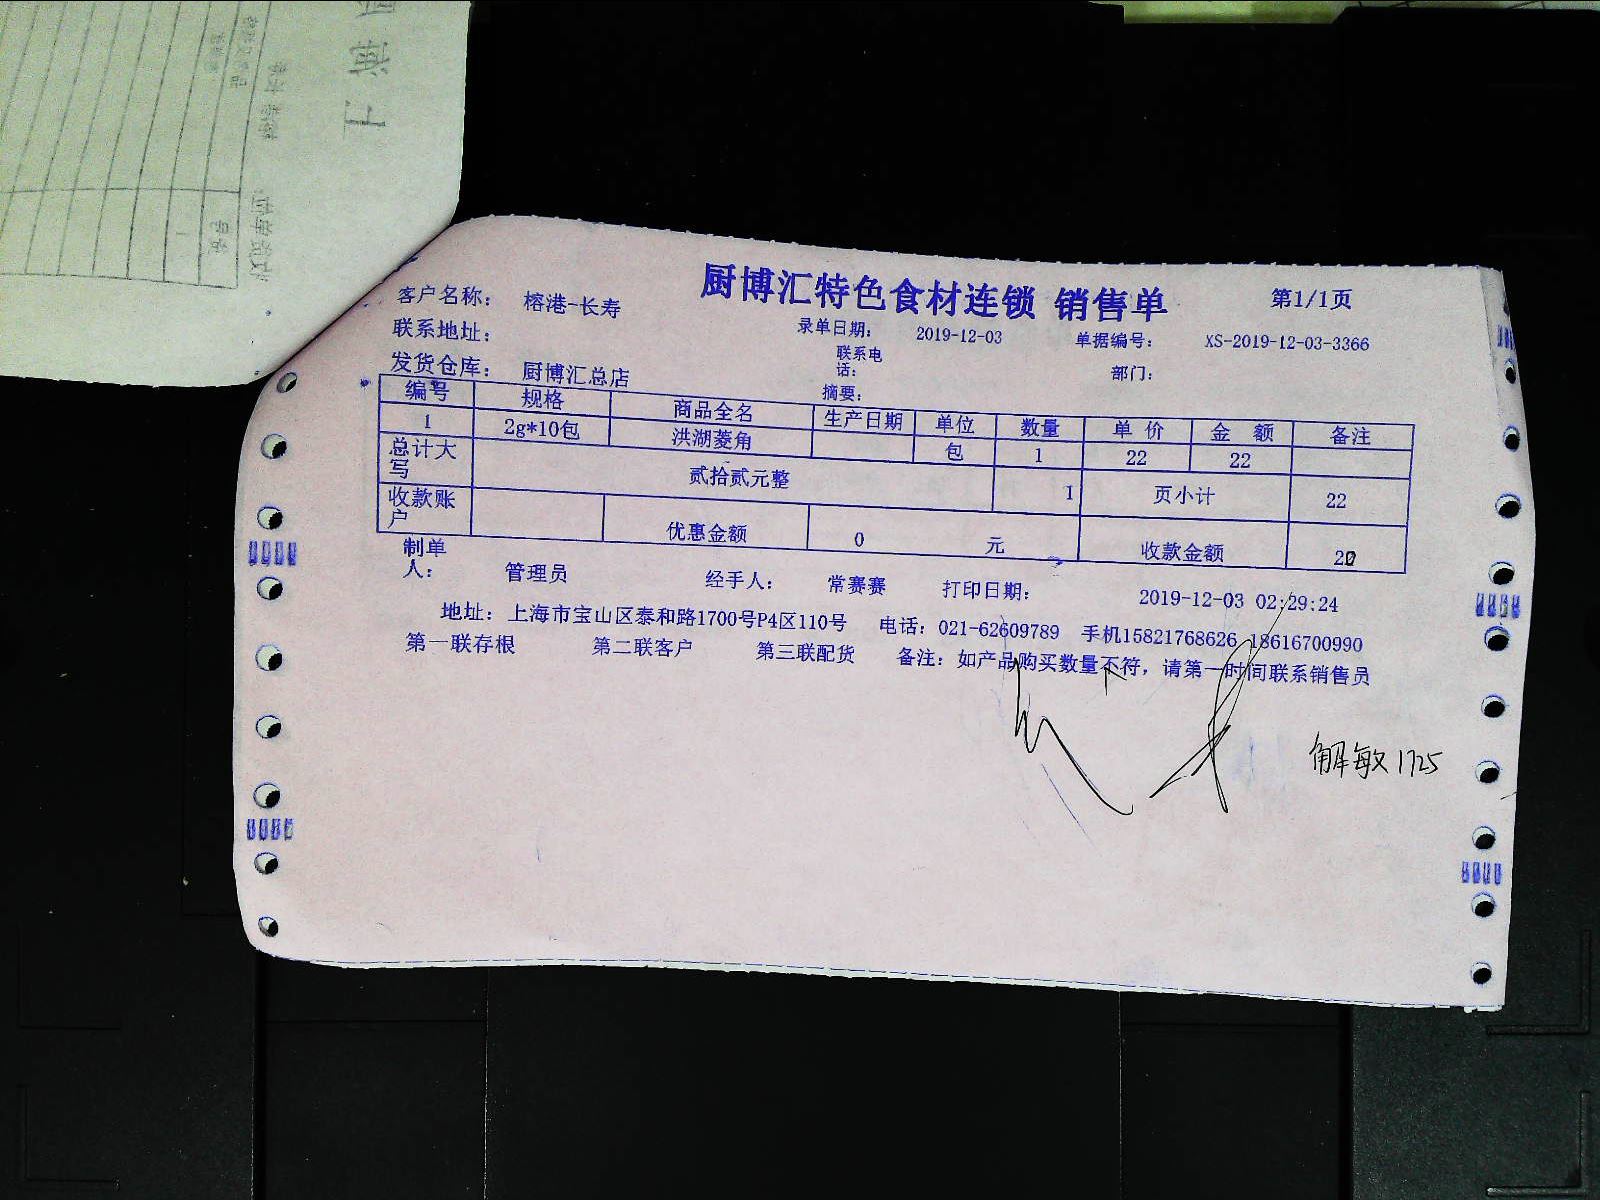 厨博汇特色食材连锁 销售单 第1/1页
客户名称： 榕港-长寿
录单日期： 2019-12-03 单据编号： XS-2019-12-03-3366
联系地址： 联系电话： 部门：
发货仓库： 厨博汇总店 摘要：
编号 规格 商品全名 生产日期 单位 数量 单 价 金 额 备注
1 2g*10包 洪湖菱角 包 1 22 22
总计大写 贰拾贰元整 1 页小计 22
收款账户 优惠金额 0 元 收款金额
制单人： 管理员 经手人： 常赛赛 打印日期： 2019-12-03 02:29:24
地址：上海市宝山区泰和路1700号P4区110号 电话：021-62609789 手机15821768626 18616700990
第一联存根 第二联客户 第三联配货 备注：如产品购买数量不符，请第一时间联系销售员
解敏1725